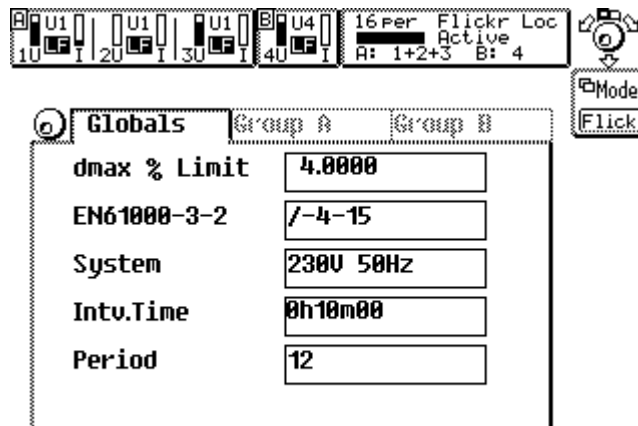 A U1 U1 U1 B U4 16 Per Flickr Loc
LF LF LF LF Active
1U I 2U I 3U I 4U I A: 1+2+3 B: 4
Mode
Flick
Globals Group A Group B
dmax % Limit 4.0000
EN61000-3-2 /-4-15
System 230V 50Hz
Intv.Time 0h10m00
Period 12